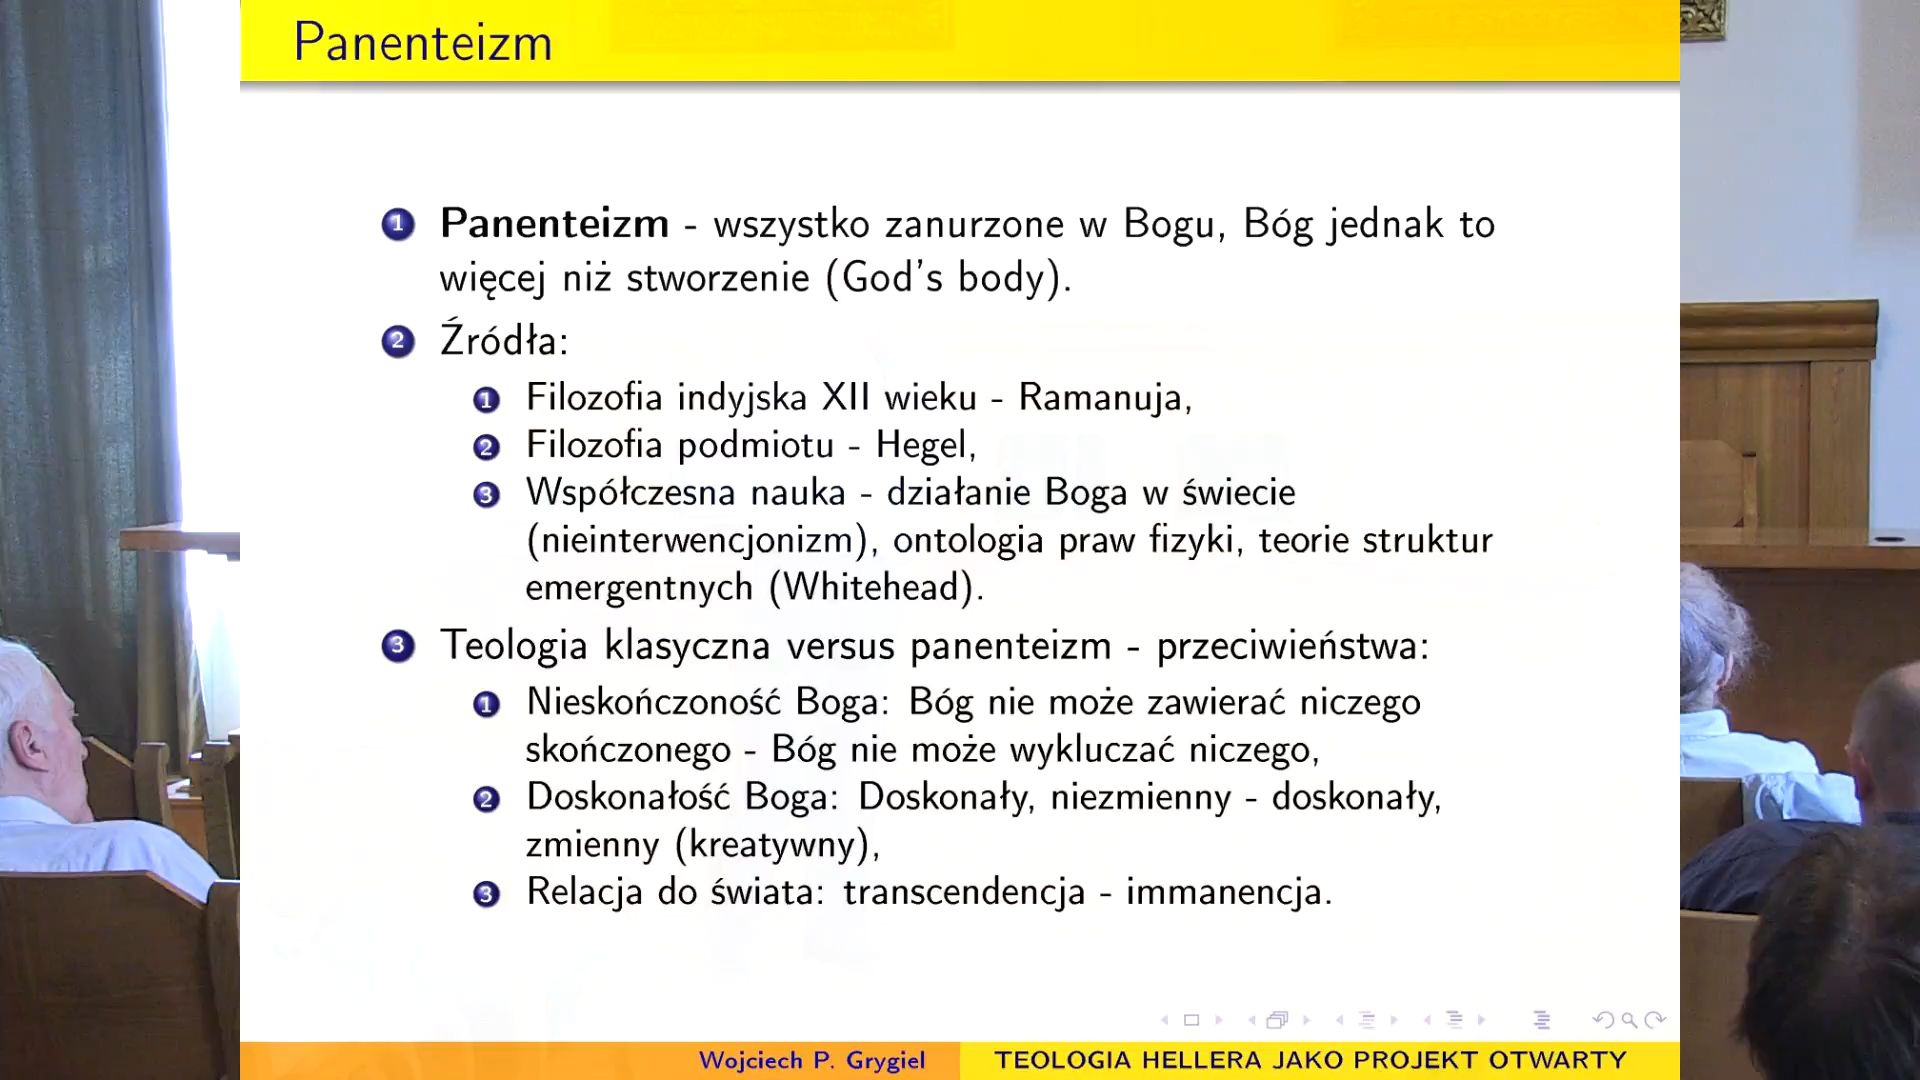 Panenteizm
1 Panenteizm - wszystko zanurzone w Bogu, Bóg jednak to
więcej niż stworzenie (God's body).
2 Źródła:
1 Filozofia indyjska XII wieku - Ramanuja,
2 Filozofia podmiotu - Hegel,
3 Współczesna nauka - działanie Boga w świecie
(nieinterwencjonizm), ontologia praw fizyki, teorie struktur
emergentnych (Whitehead).
3 Teologia klasyczna versus panenteizm - przeciwieństwa:
1 Nieskończoność Boga: Bóg nie może zawierać niczego
skończonego - Bóg nie może wykluczać niczego,
2 Doskonałość Boga: Doskonały, niezmienny - doskonały,
zmienny (kreatywny),
3 Relacja do świata: transcendencja - immanencja.
Wojciech P. Grygiel TEOLOGIA HELLERA JAKO PROJEKT OTWARTY